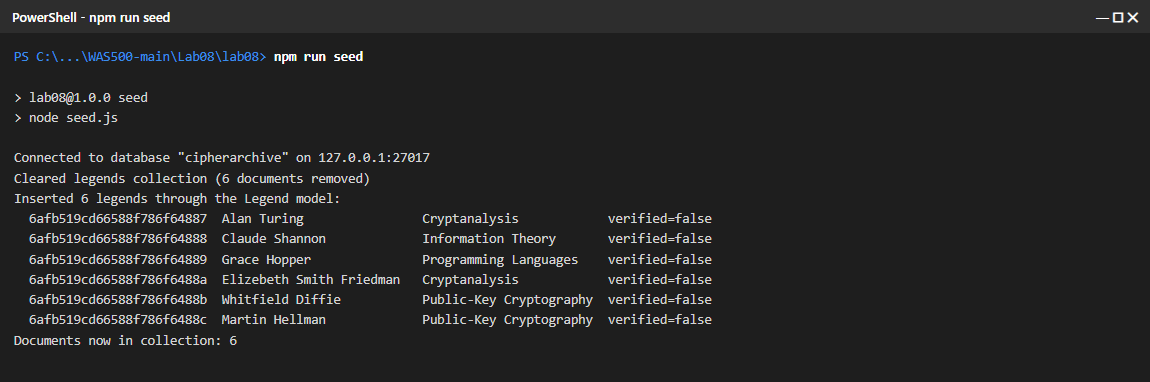 PowerShell - npm run seed
PS C:\...\WAS500-main\Lab08\lab08> npm run seed
> lab08@1.0.0 seed
> node seed.js
Connected to database "cipherarchive" on 127.0.0.1:27017
Cleared legends collection (6 documents removed)
Inserted 6 legends through the Legend model:
6afb519cd66588f786f64887 Alan Turing Cryptanalysis verified=false
6afb519cd66588f786f64888 Claude Shannon Information Theory verified=false
6afb519cd66588f786f64889 Grace Hopper Programming Languages verified=false
6afb519cd66588f786f6488a Elizebeth Smith Friedman Cryptanalysis verified=false
6afb519cd66588f786f6488b Whitfield Diffie Public-Key Cryptography verified=false
6afb519cd66588f786f6488c Martin Hellman Public-Key Cryptography verified=false
Documents now in collection: 6